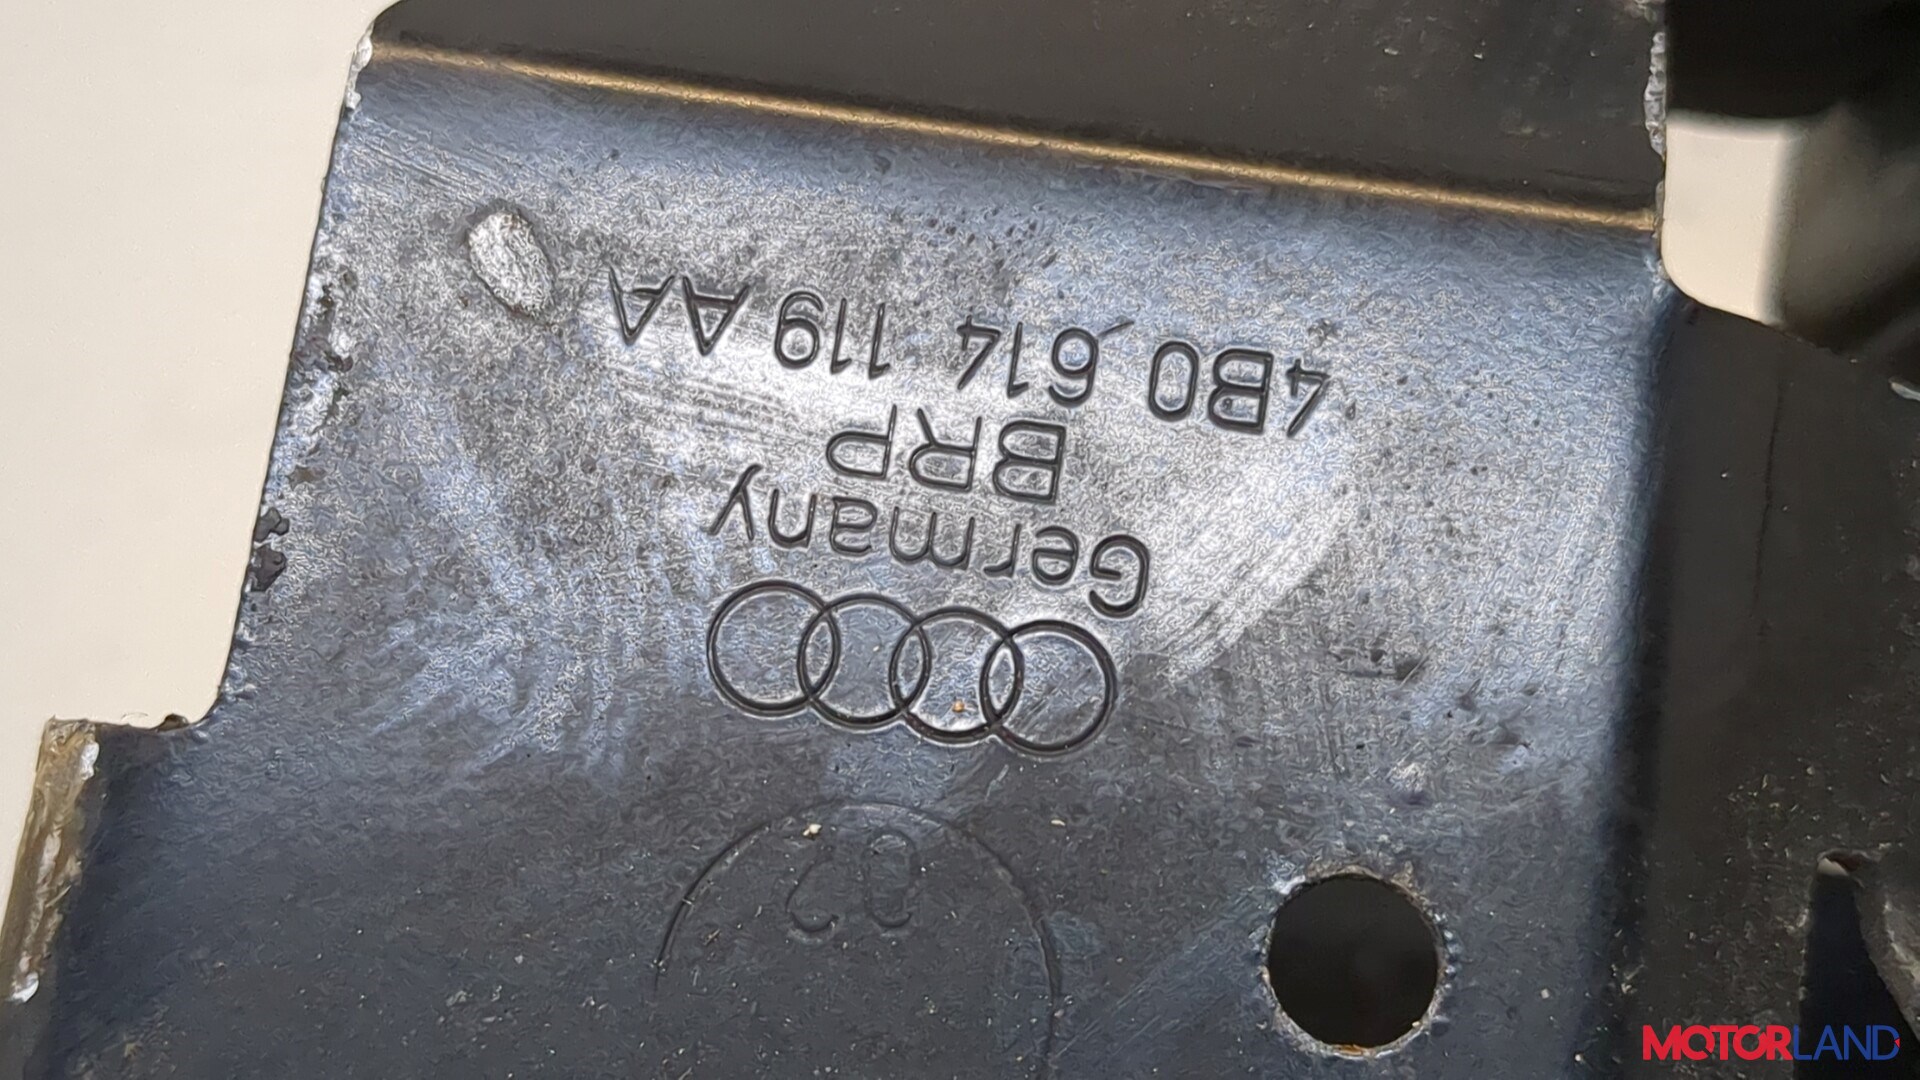 Germany
BRP
4B0 614 119 AA
MOTORLAND